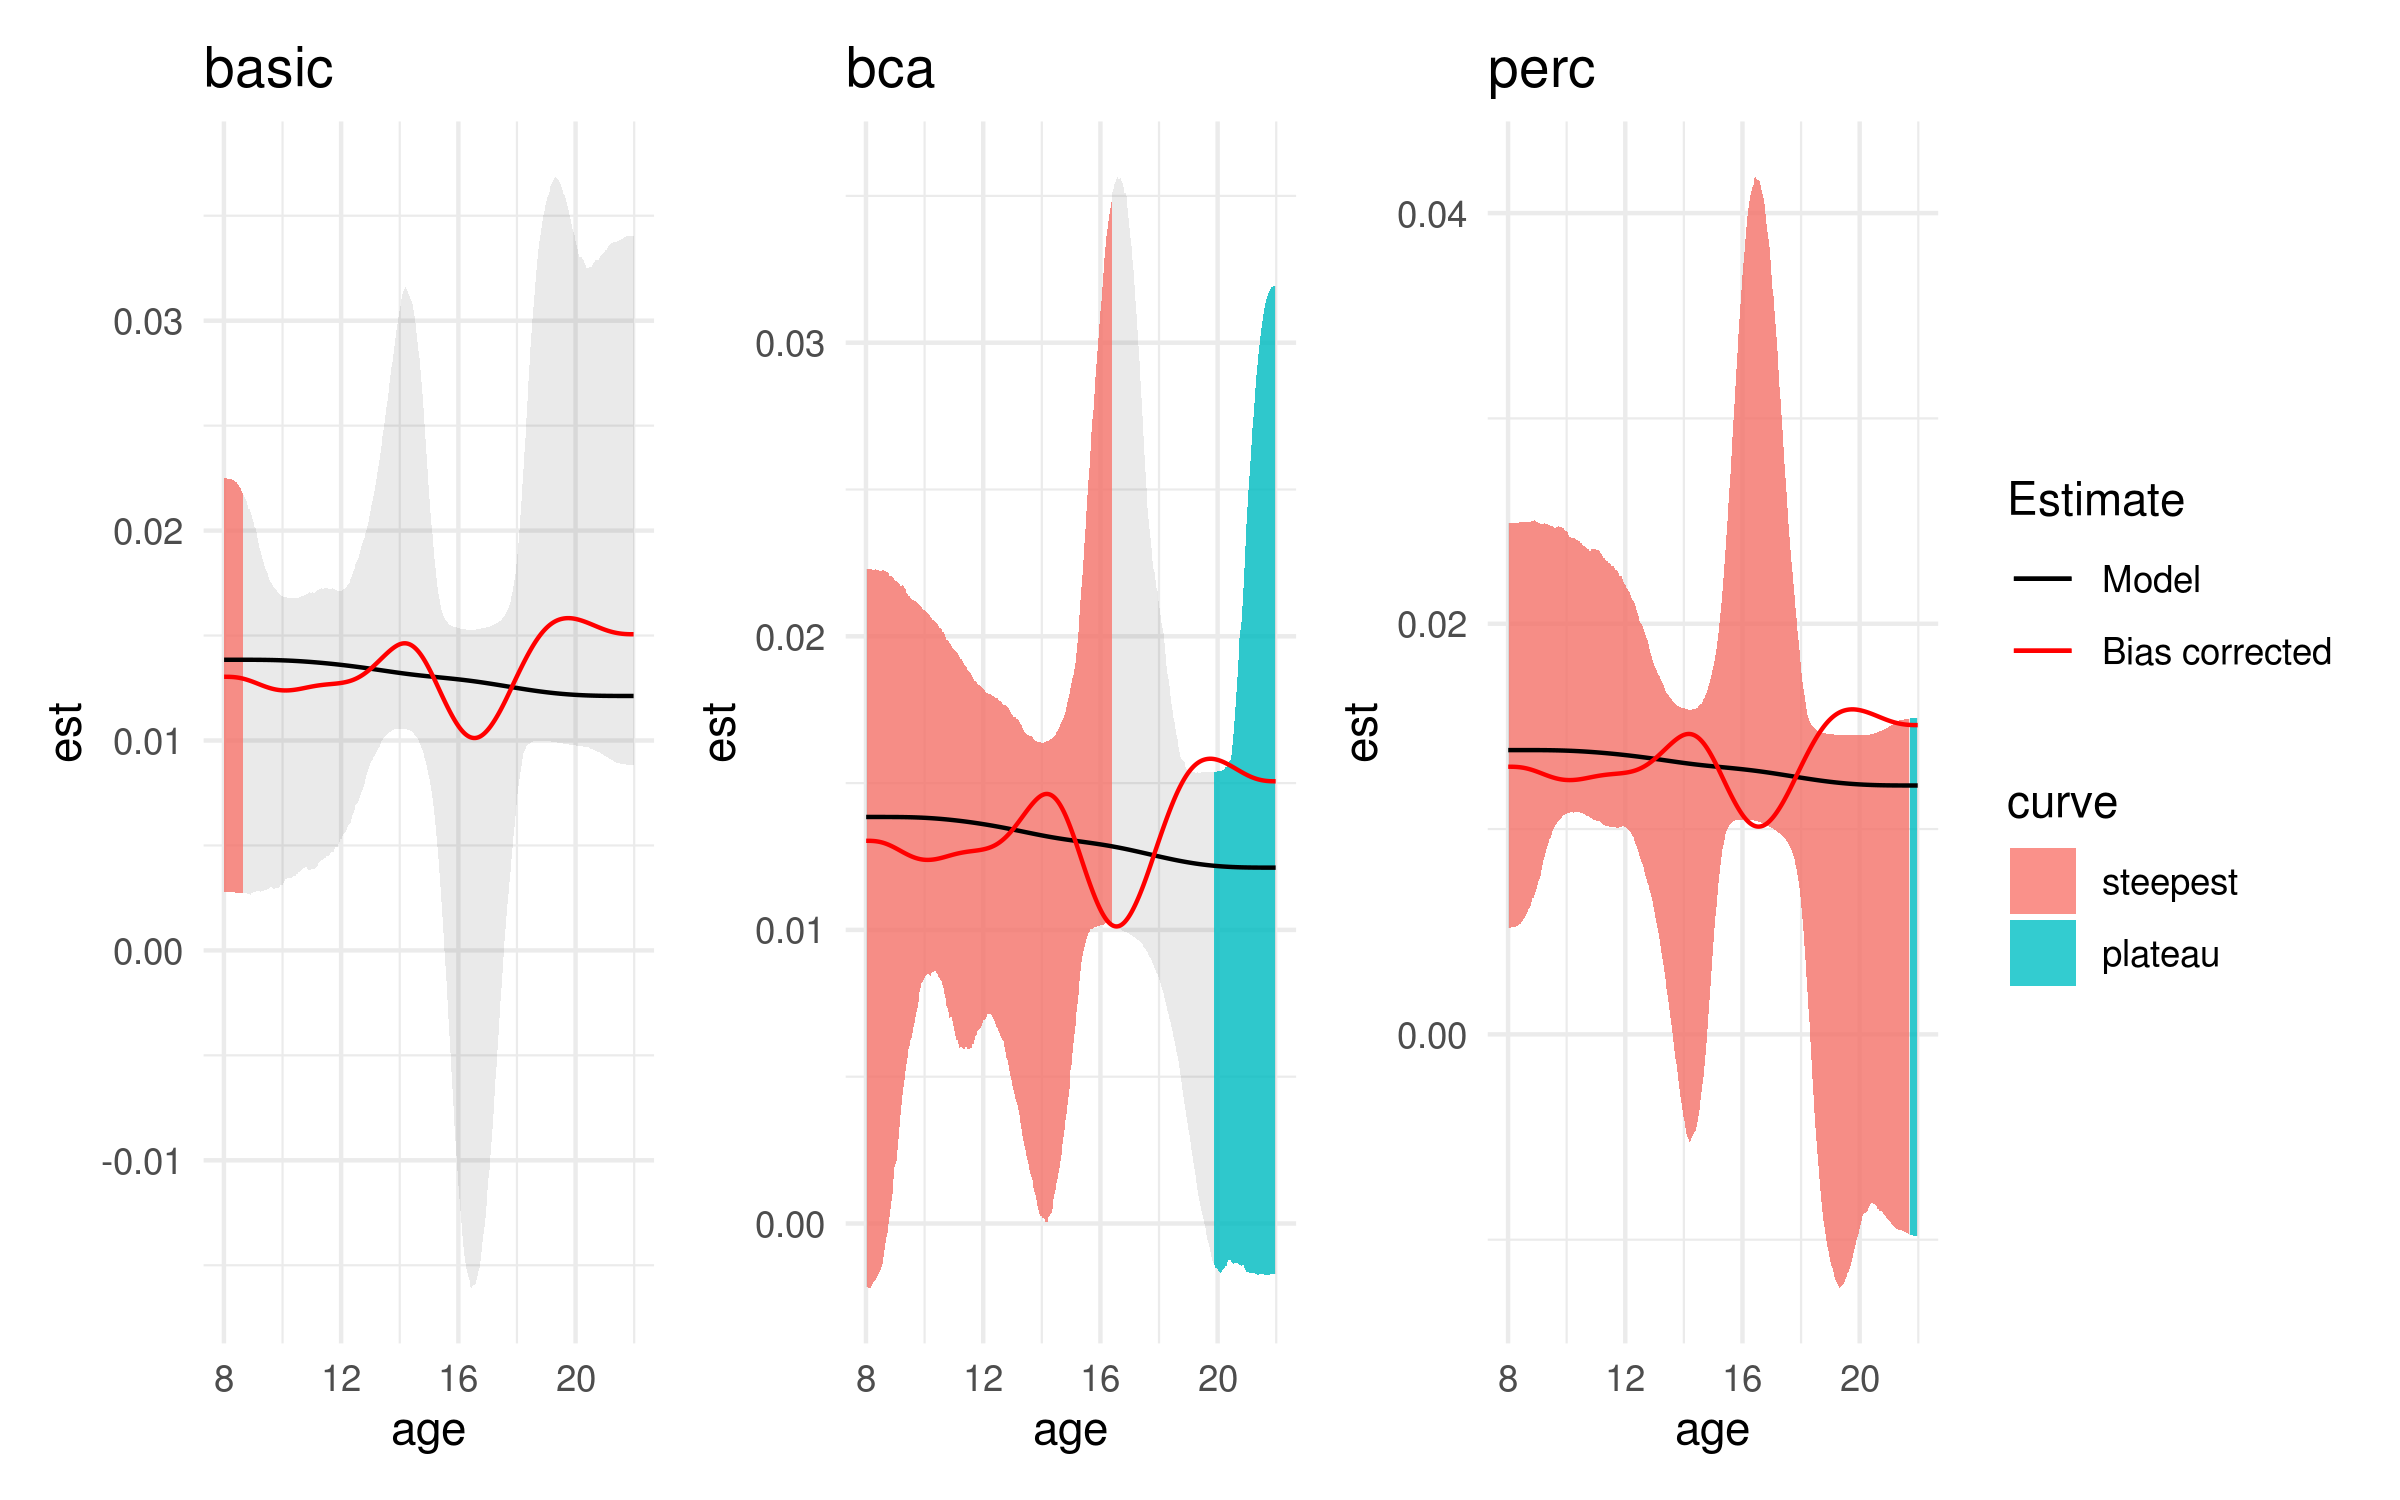 basic
bca
perc
0.03
0.02
0.01
0.00
-0.01
est
8 12 16 20
age
0.03
0.02
0.01
0.00
est
8 12 16 20
age
0.04
0.02
0.00
est
8 12 16 20
age
Estimate
Model
Bias corrected
curve
steepest
plateau